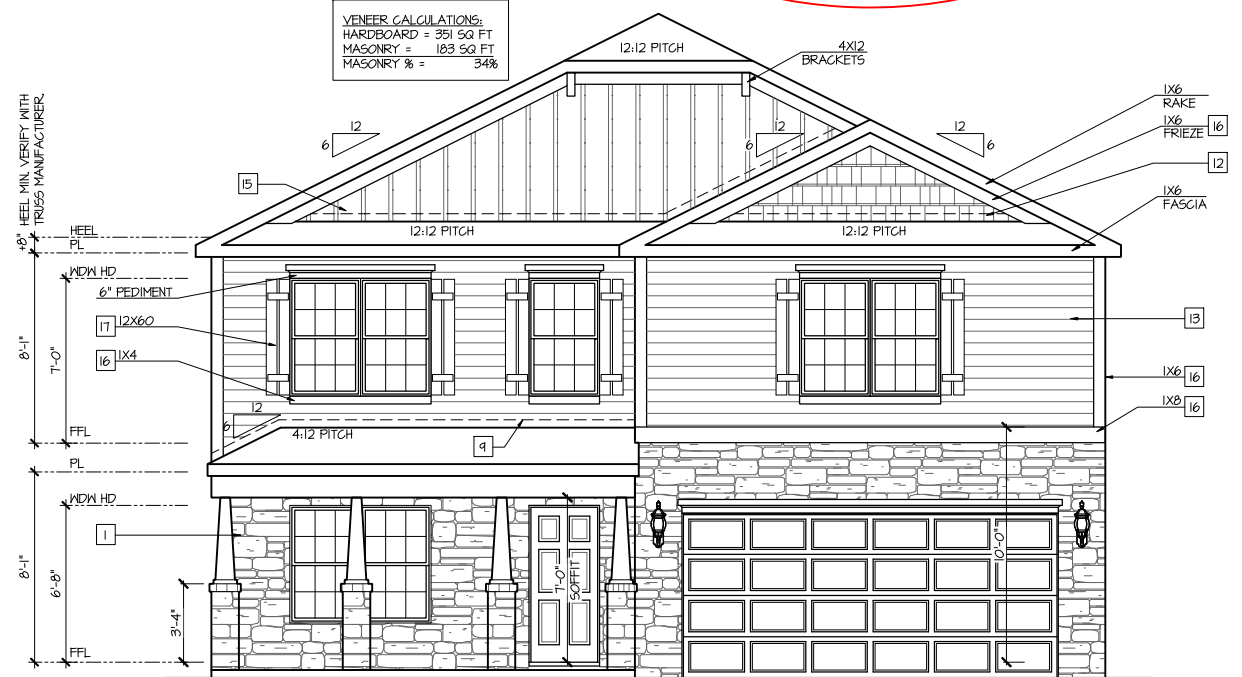 VENEER CALCULATIONS:
HARDBOARD = 351 SQ FT
MASONRY = 183 SQ FT
MASONRY % = 34%
12:12 PITCH
4X12
BRACKETS
+8" HEEL MIN. VERIFY WITH
TRUSS MANUFACTURER.
12
6
12
6
12
6
1X6
RAKE
1X6
FRIEZE 16
12
15
1X6
FASCIA
HEEL
PL
12:12 PITCH
12:12 PITCH
WDW HD
6" PEDIMENT
17 12X60
13
8'-1"
7'-0"
16 1X4
1X6 16
1X8 16
12
6
4:12 PITCH
9
FFL
PL
WDW HD
1
8'-1"
6'-8"
3'-4"
7'-0"
SOFFIT
10'-0"
FFL